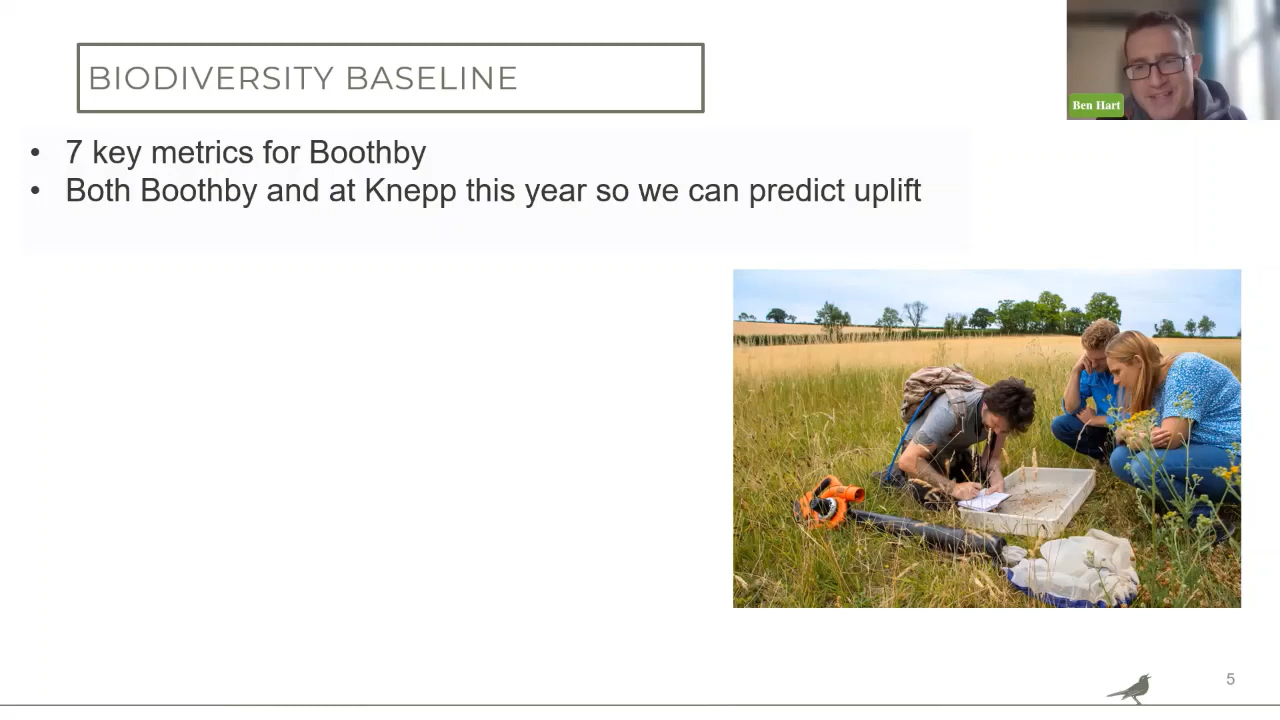 BIODIVERSITY BASELINE
Ben Hart
• 7 key metrics for Boothby
• Both Boothby and at Knepp this year so we can predict uplift
5